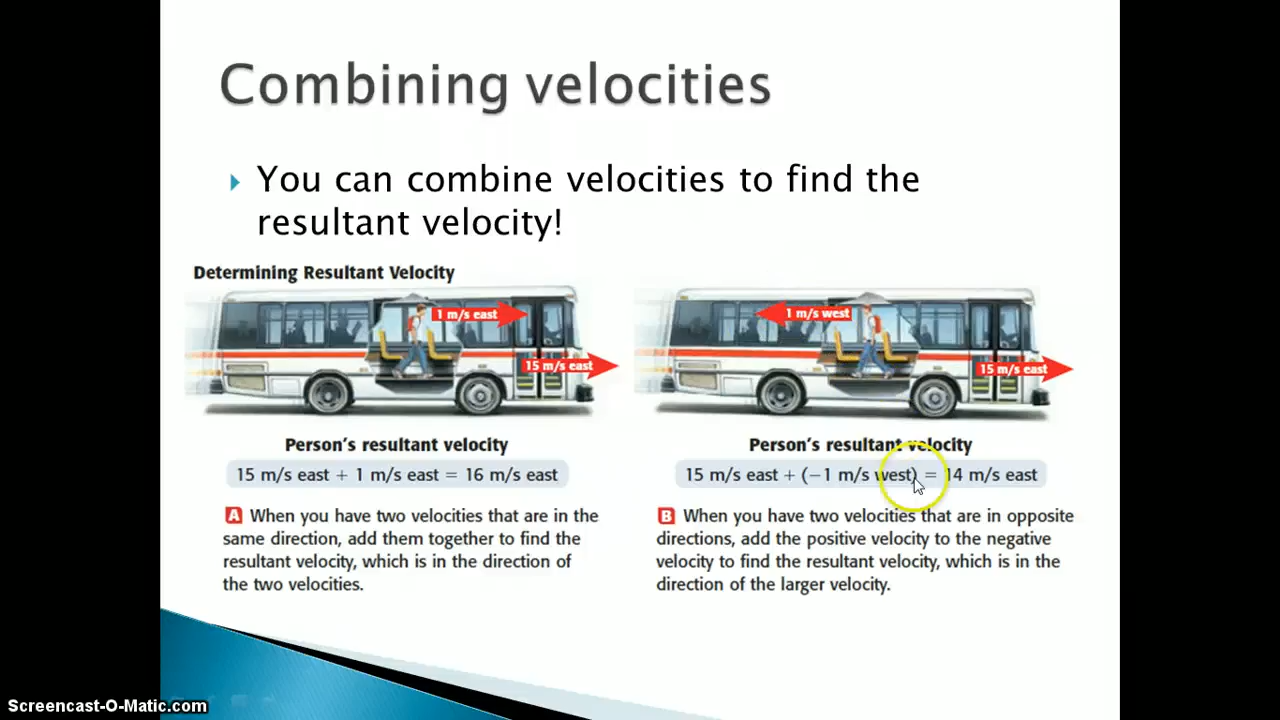 Combining velocities
You can combine velocities to find the
resultant velocity!
Determining Resultant Velocity
1 m/s east
15 m/s east
1 m/s west
15 m/s east
Person's resultant velocity
15 m/s east + 1 m/s east = 16 m/s east
A When you have two velocities that are in the
same direction, add them together to find the
resultant velocity, which is in the direction of
the two velocities.
Person's resultant velocity
15 m/s east + (−1 m/s west) = 14 m/s east
B When you have two velocities that are in opposite
directions, add the positive velocity to the negative
velocity to find the resultant velocity, which is in the
direction of the larger velocity.
Screencast-O-Matic.com